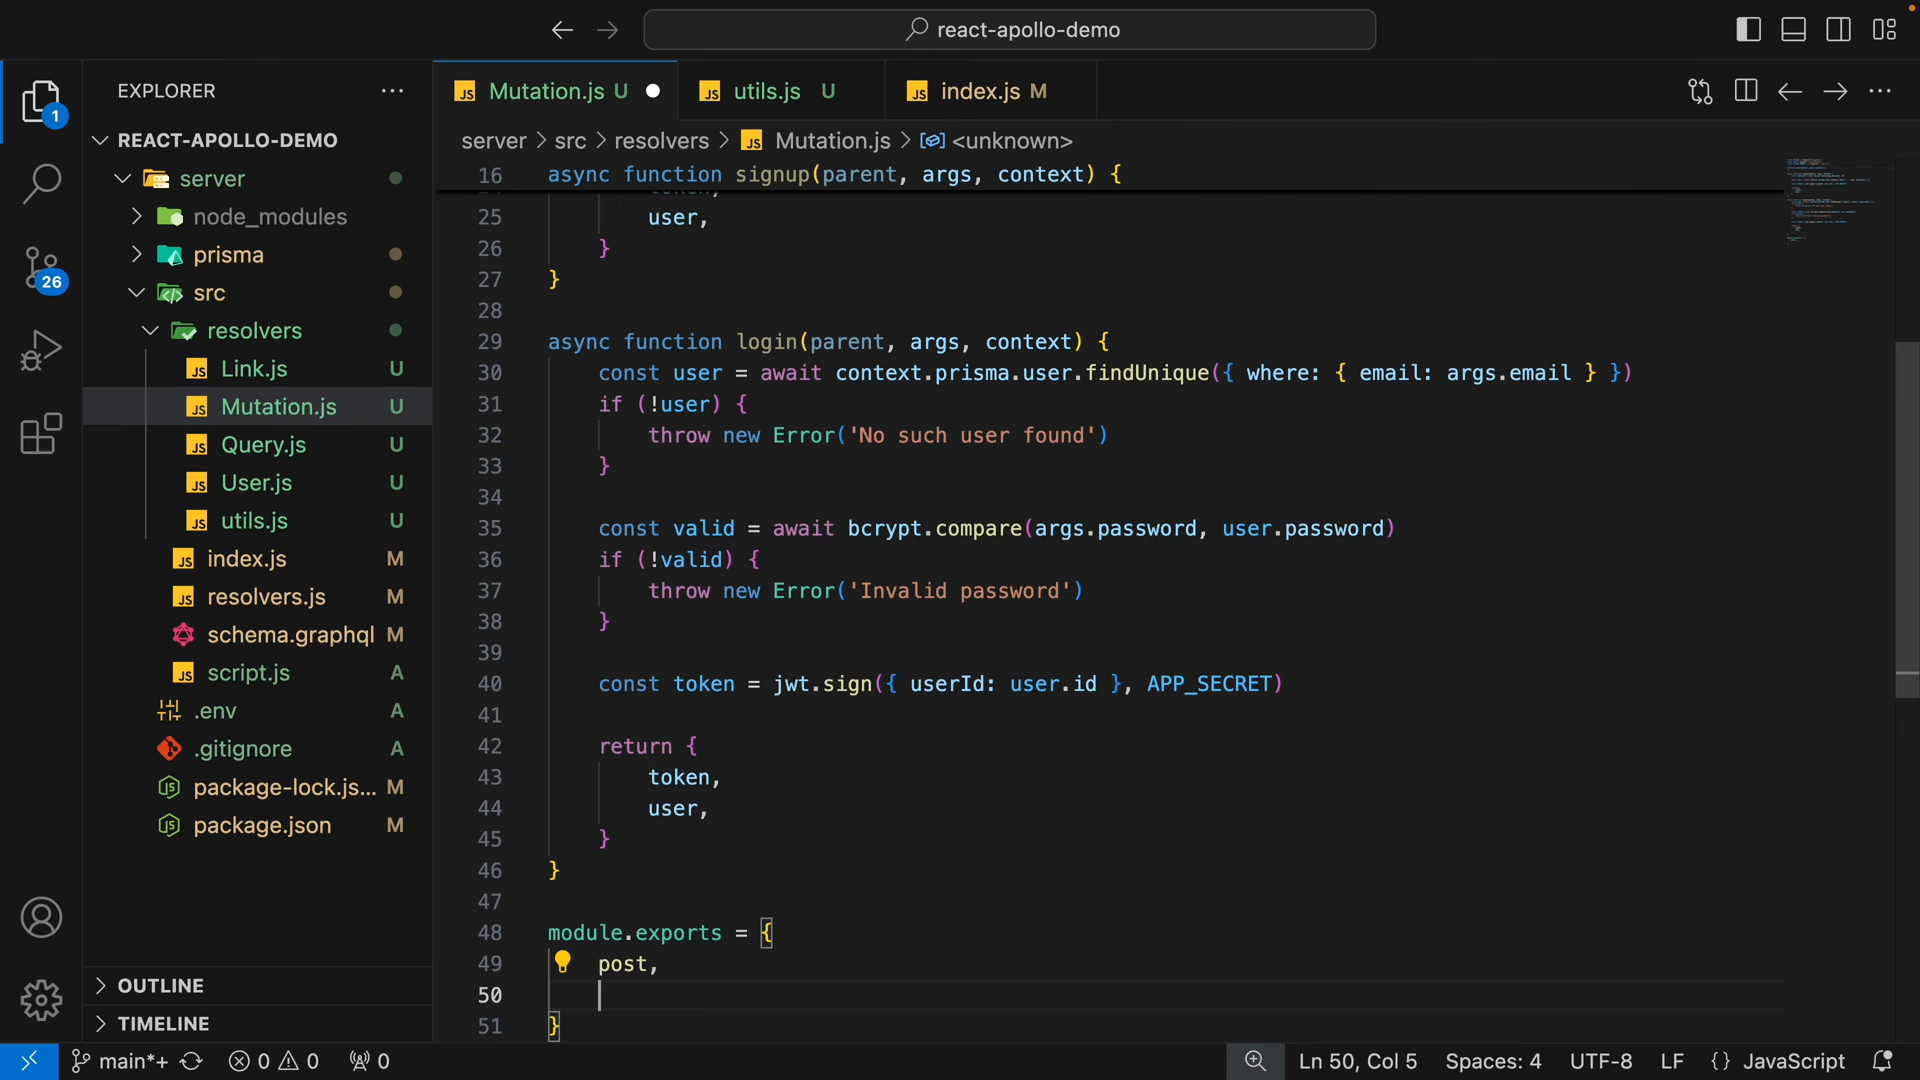 react-apollo-demo
EXPLORER
REACT-APOLLO-DEMO
server
node_modules
prisma
src
resolvers
JS Link.js U
JS Mutation.js U
JS Query.js U
JS User.js U
JS utils.js U
JS index.js M
JS resolvers.js M
schema.graphql M
JS script.js A
.env A
.gitignore A
package-lock.js... M
package.json M
OUTLINE
TIMELINE
1
26
JS Mutation.js U
JS utils.js U
JS index.js M
server > src > resolvers > JS Mutation.js > <unknown>
16 async function signup(parent, args, context) {
25 user,
26 }
27 }
28
29 async function login(parent, args, context) {
30 const user = await context.prisma.user.findUnique({ where: { email: args.email } })
31 if (!user) {
32 throw new Error('No such user found')
33 }
34
35 const valid = await bcrypt.compare(args.password, user.password)
36 if (!valid) {
37 throw new Error('Invalid password')
38 }
39
40 const token = jwt.sign({ userId: user.id }, APP_SECRET)
41
42 return {
43 token,
44 user,
45 }
46 }
47
48 module.exports = {
49 post,
50
51 }
main*+ 0 0 0 Ln 50, Col 5 Spaces: 4 UTF-8 LF {} JavaScript